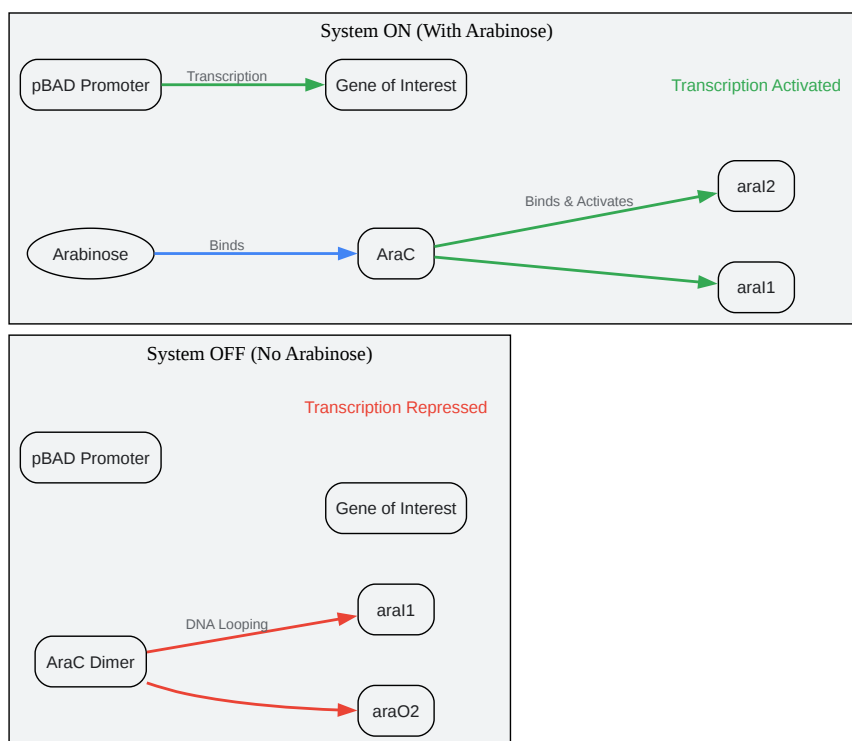 System ON (With Arabinose)
pBAD Promoter
Transcription
Gene of Interest
Transcription Activated
araI2
Binds & Activates
Arabinose
Binds
AraC
araI1
System OFF (No Arabinose)
Transcription Repressed
pBAD Promoter
Gene of Interest
araI1
DNA Looping
AraC Dimer
araO2